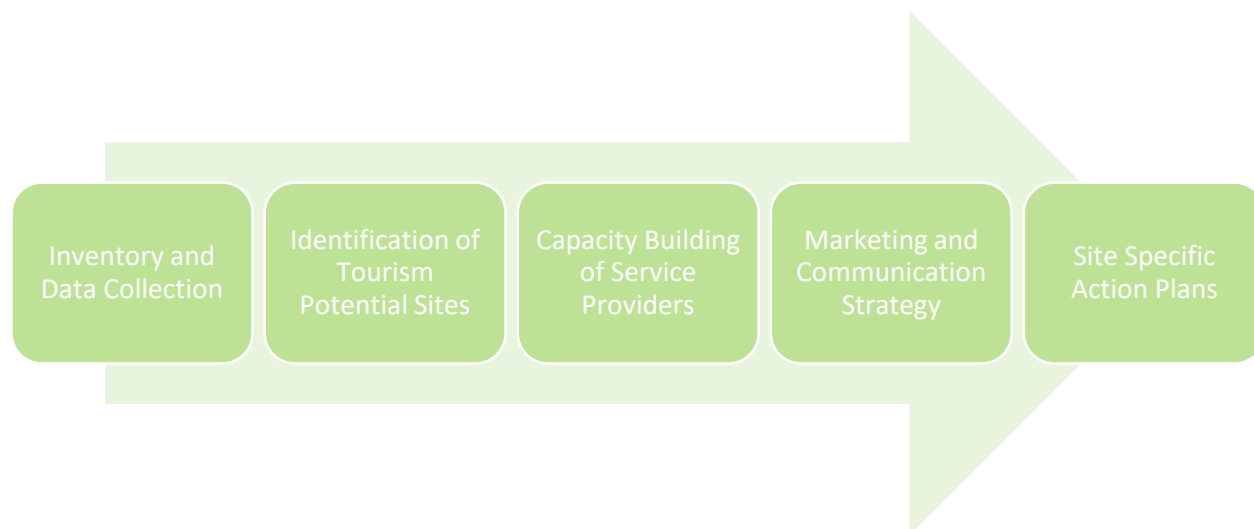 Inventory and
Data Collection
Identification of
Tourism
Potential Sites
Capacity Building
of Service
Providers
Marketing and
Communication
Strategy
Site Specific
Action Plans